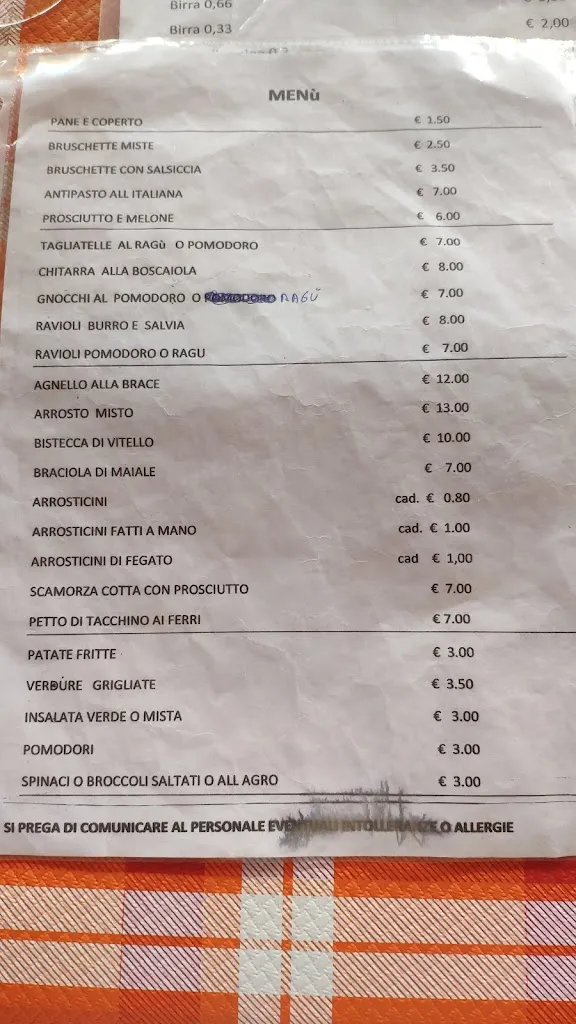 Birra 0,66
Birra 0,33 € 2,00
MENù
PANE E COPERTO € 1.50
BRUSCHETTE MISTE € 2.50
BRUSCHETTE CON SALSICCIA € 3.50
ANTIPASTO ALL ITALIANA € 7.00
PROSCIUTTO E MELONE € 6.00
TAGLIATELLE AL RAGù O POMODORO € 7.00
CHITARRA ALLA BOSCAIOLA € 8.00
GNOCCHI AL POMODORO O RAGÙ € 7.00
RAVIOLI BURRO E SALVIA € 8.00
RAVIOLI POMODORO O RAGU € 7.00
AGNELLO ALLA BRACE € 12.00
ARROSTO MISTO € 13.00
BISTECCA DI VITELLO € 10.00
BRACIOLA DI MAIALE € 7.00
ARROSTICINI cad. € 0.80
ARROSTICINI FATTI A MANO cad. € 1.00
ARROSTICINI DI FEGATO cad € 1,00
SCAMORZA COTTA CON PROSCIUTTO € 7.00
PETTO DI TACCHINO AI FERRI € 7.00
PATATE FRITTE € 3.00
VERDURE GRIGLIATE € 3.50
INSALATA VERDE O MISTA € 3.00
POMODORI € 3.00
SPINACI O BROCCOLI SALTATI O ALL AGRO € 3.00
SI PREGA DI COMUNICARE AL PERSONALE EVENTUALI INTOLLERANZE O ALLERGIE